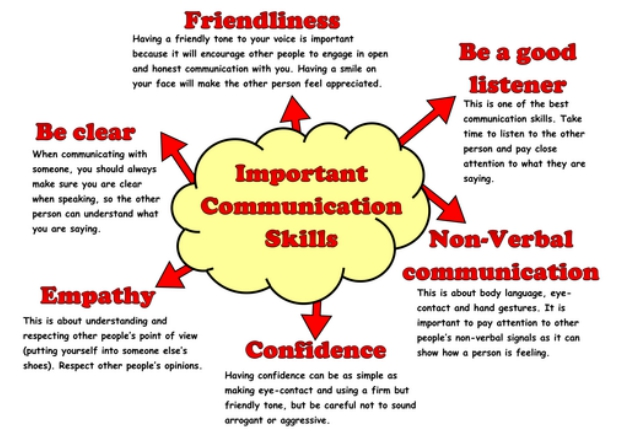 Friendliness
Having a friendly tone to your voice is important
because it will encourage other people to engage in open
and honest communication with you. Having a smile on
your face will make the other person feel appreciated.
Be a good
listener
This is one of the best
communication skills. Take
time to listen to the other
person and pay close
attention to what they are
saying.
Be clear
When communicating with
someone, you should always
make sure you are clear
when speaking, so the other
person can understand what
you are saying.
Important
Communication
Skills
Non-Verbal
communication
This is about body language, eye-
contact and hand gestures. It is
important to pay attention to other
people's non-verbal signals as it can
show how a person is feeling.
Empathy
This is about understanding and
respecting other people's point of view
(putting yourself into someone else's
shoes). Respect other people's opinions.
Confidence
Having confidence can be as simple as
making eye-contact and using a firm but
friendly tone, but be careful not to sound
arrogant or aggressive.